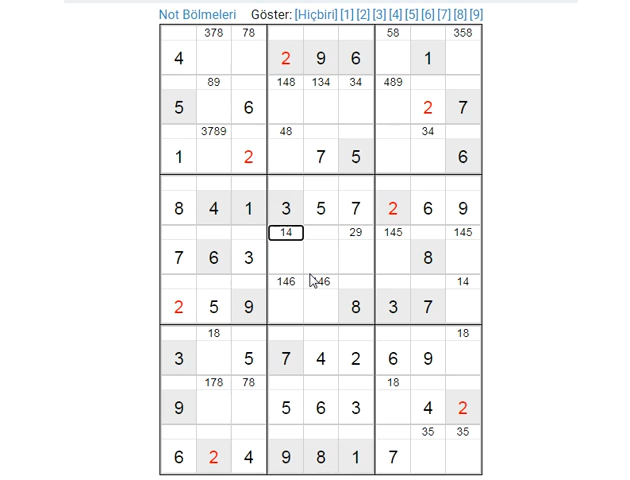 Not Bölmeleri Göster: [Hiçbiri] [1] [2] [3] [4] [5] [6] [7] [8] [9]
378 78 58 358
4 2 9 6 1
89 148 134 34 489
5 6 2 7
3789 48 34
1 2 7 5 6
8 4 1 3 5 7 2 6 9
14 29 145 145
7 6 3 8
146 46 14
2 5 9 8 3 7
18 18
3 5 7 4 2 6 9
178 78 18
9 5 6 3 4 2
35 35
6 2 4 9 8 1 7